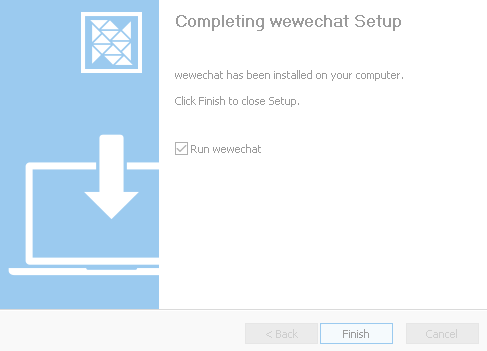 Completing wewechat Setup
wewechat has been installed on your computer.
Click Finish to close Setup.
Run wewechat
< Back Finish Cancel